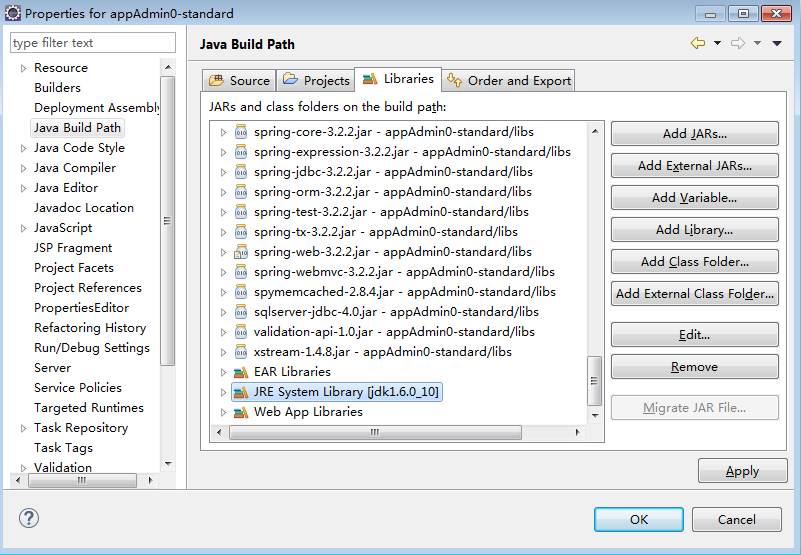 Properties for appAdmin0-standard
type filter text
Resource
Builders
Deployment Assembly
Java Build Path
Java Code Style
Java Compiler
Java Editor
Javadoc Location
JavaScript
JSP Fragment
Project Facets
Project References
PropertiesEditor
Refactoring History
Run/Debug Settings
Server
Service Policies
Targeted Runtimes
Task Repository
Task Tags
Validation
Java Build Path
Source
Projects
Libraries
Order and Export
JARs and class folders on the build path:
spring-core-3.2.2.jar - appAdmin0-standard/libs
spring-expression-3.2.2.jar - appAdmin0-standard/libs
spring-jdbc-3.2.2.jar - appAdmin0-standard/libs
spring-orm-3.2.2.jar - appAdmin0-standard/libs
spring-test-3.2.2.jar - appAdmin0-standard/libs
spring-tx-3.2.2.jar - appAdmin0-standard/libs
spring-web-3.2.2.jar - appAdmin0-standard/libs
spring-webmvc-3.2.2.jar - appAdmin0-standard/libs
spymemcached-2.8.4.jar - appAdmin0-standard/libs
sqlserver-jdbc-4.0.jar - appAdmin0-standard/libs
validation-api-1.0.jar - appAdmin0-standard/libs
xstream-1.4.8.jar - appAdmin0-standard/libs
EAR Libraries
JRE System Library [jdk1.6.0_10]
Web App Libraries
Add JARs...
Add External JARs...
Add Variable...
Add Library...
Add Class Folder...
Add External Class Folder...
Edit...
Remove
Migrate JAR File...
Apply
OK
Cancel